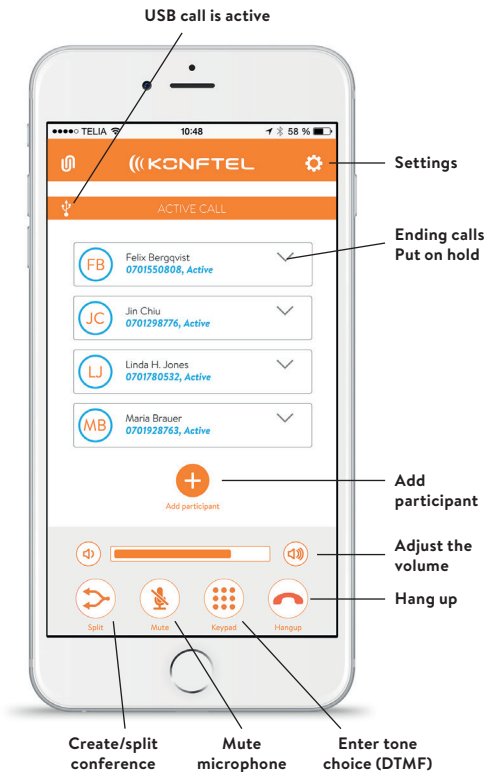 USB call is active
TELIA 10:48 58 %
((KONFTEL
Settings
ACTIVE CALL
Ending calls
Put on hold
FB
Felix Bergqvist
0701550808, Active
JC
Jin Chiu
0701298776, Active
LJ
Linda H. Jones
0701780532, Active
MB
Maria Brauer
0701928763, Active
Add participant
Add
participant
Adjust the
volume
Hang up
Split Mute Keypad Hangup
Create/split
conference
Mute
microphone
Enter tone
choice (DTMF)